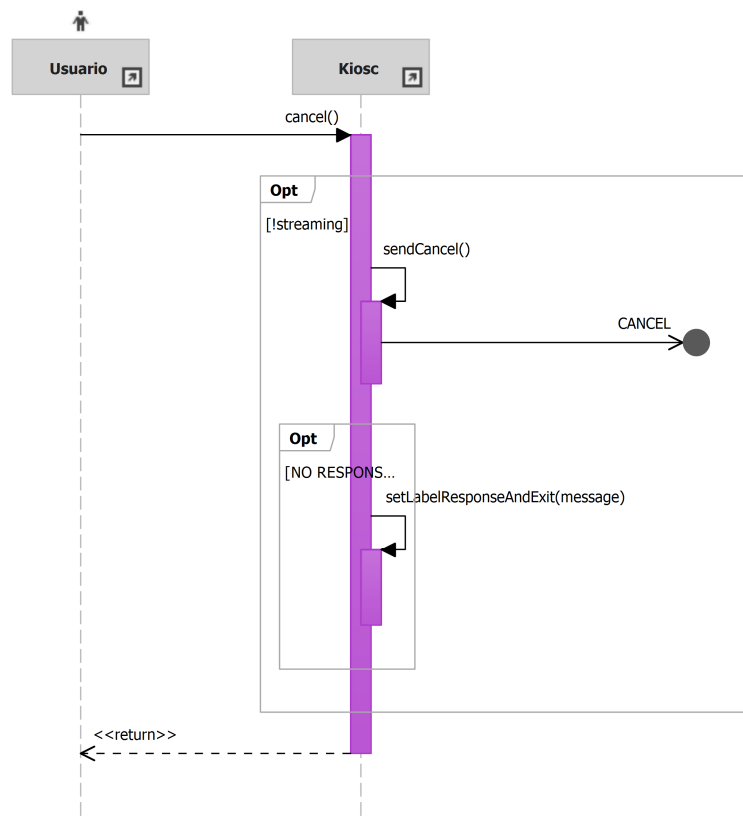 Usuario
Kiosc
cancel()
Opt
[!streaming]
sendCancel()
CANCEL
Opt
[NO RESPONS...
setLabelResponseAndExit(message)
<<return>>